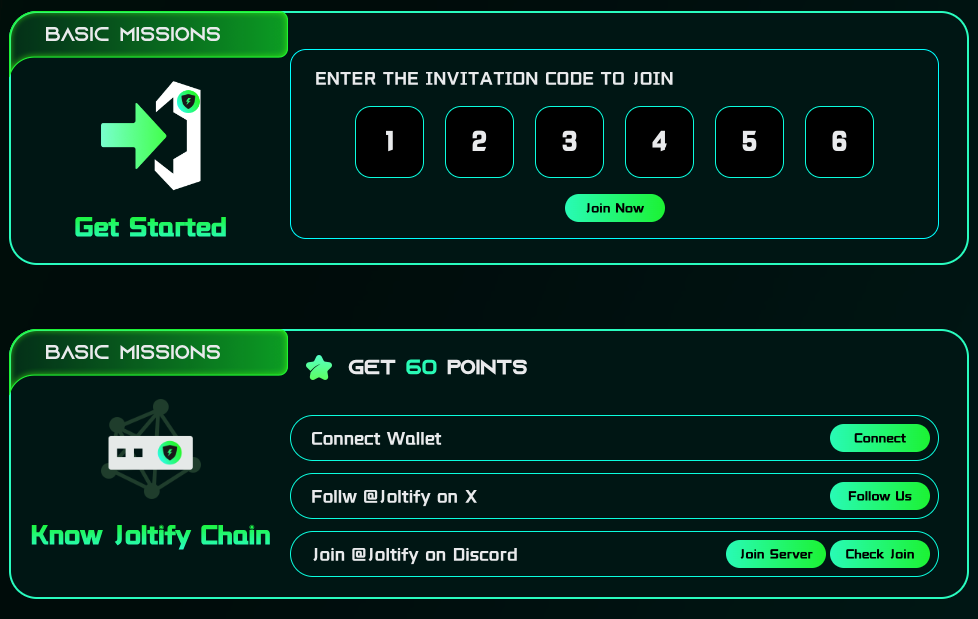 BASIC MISSIONS
ENTER THE INVITATION CODE TO JOIN
1 2 3 4 5 6
Join Now
Get Started
BASIC MISSIONS
GET 60 POINTS
Connect Wallet Connect
Follw @Joltify on X Follow Us
Know Joltify Chain
Join @Joltify on Discord Join Server Check Join